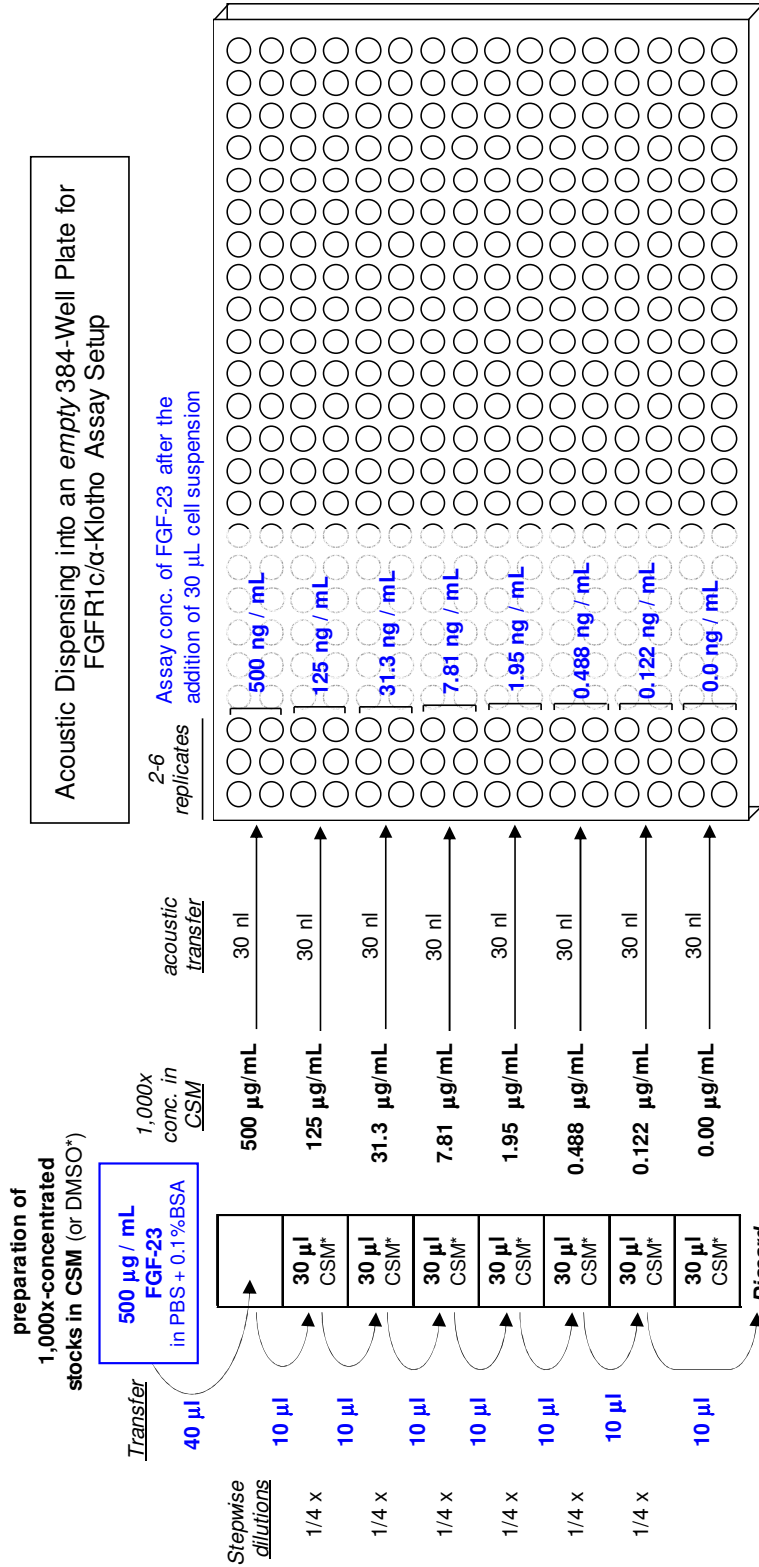 Acoustic Dispensing into an empty 384-Well Plate for
FGFR1c/α-Klotho Assay Setup
preparation of
1,000x-concentrated
stocks in CSM (or DMSO*)
Stepwise
dilutions
Transfer
500 µg / mL
FGF-23
in PBS + 0.1%BSA
1,000x
conc. in
CSM
acoustic
transfer
2-6
replicates
Assay conc. of FGF-23 after the
addition of 30 µL cell suspension
40 µl
500 µg/mL
30 nl
500 ng / mL
1/4 x
10 µl
30 µl
CSM*
125 µg/mL
30 nl
125 ng / mL
1/4 x
10 µl
30 µl
CSM*
31.3 µg/mL
30 nl
31.3 ng / mL
1/4 x
10 µl
30 µl
CSM*
7.81 µg/mL
30 nl
7.81 ng / mL
1/4 x
10 µl
30 µl
CSM*
1.95 µg/mL
30 nl
1.95 ng / mL
1/4 x
10 µl
30 µl
CSM*
0.488 µg/mL
30 nl
0.488 ng / mL
1/4 x
10 µl
30 µl
CSM*
0.122 µg/mL
30 nl
0.122 ng / mL
10 µl
30 µl
CSM*
0.00 µg/mL
30 nl
0.0 ng / mL